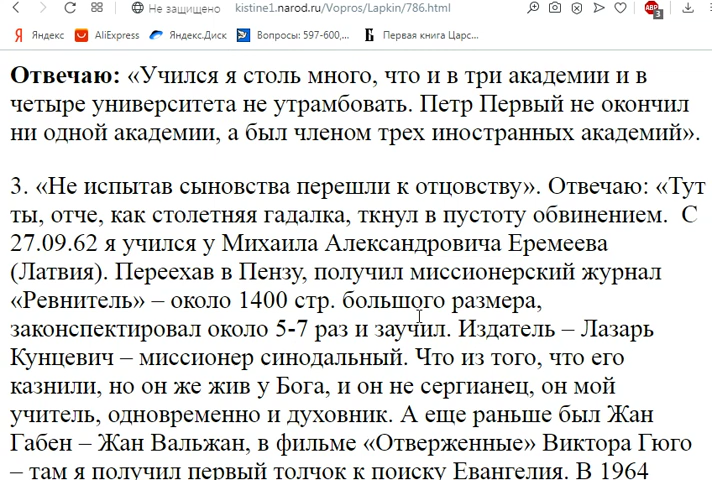 Не защищено kistine1.narod.ru/Vopros/Lapkin/786.html
ABP
3
Яндекс AliExpress Яндекс.Диск Вопросы: 597-600,... Первая книга Царс...
Отвечаю: «Учился я столь много, что и в три академии и в
четыре университета не утрамбовать. Петр Первый не окончил
ни одной академии, а был членом трех иностранных академий».
3. «Не испытав сыновства перешли к отцовству». Отвечаю: «Тут
ты, отче, как столетняя гадалка, ткнул в пустоту обвинением. С
27.09.62 я учился у Михаила Александровича Еремеева
(Латвия). Переехав в Пензу, получил миссионерский журнал
«Ревнитель» – около 1400 стр. большого размера,
законспектировал около 5-7 раз и заучил. Издатель – Лазарь
Кунцевич – миссионер синодальный. Что из того, что его
казнили, но он же жив у Бога, и он не сергианец, он мой
учитель, одновременно и духовник. А еще раньше был Жан
Габен – Жан Вальжан, в фильме «Отверженные» Виктора Гюго
– там я получил первый толчок к поиску Евангелия. В 1964